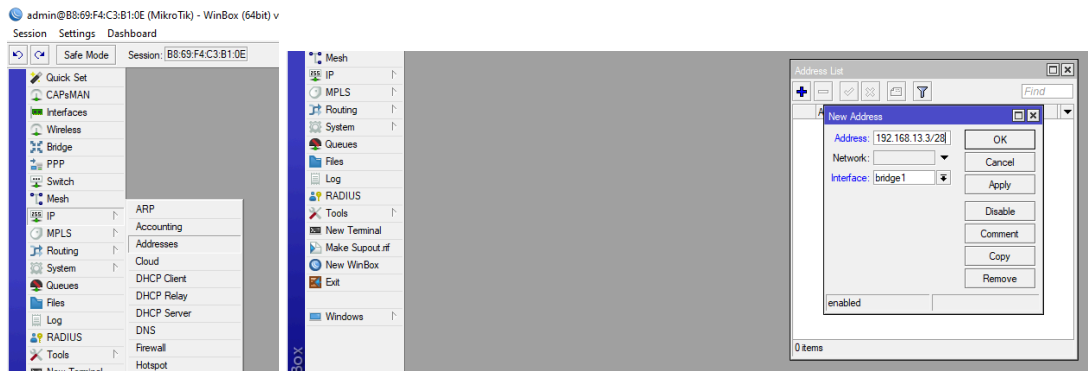 admin@B8:69:F4:C3:B1:0E (MikroTik) - WinBox (64bit) v
Session Settings Dashboard
Safe Mode Session: B8:69:F4:C3:B1:0E
Quick Set
CAPsMAN
Interfaces
Wireless
Bridge
PPP
Switch
Mesh
IP
MPLS
Routing
System
Queues
Files
Log
RADIUS
Tools
New Terminal
ARP
Accounting
Addresses
Cloud
DHCP Client
DHCP Relay
DHCP Server
DNS
Firewall
Hotspot
Mesh
IP
MPLS
Routing
System
Queues
Files
Log
RADIUS
Tools
New Terminal
Make Supout.rif
New WinBox
Exit
Windows
Box
Address List
Find
New Address
Address: 192.168.13.3/28
Network:
Interface: bridge1
OK
Cancel
Apply
Disable
Comment
Copy
Remove
enabled
0 items